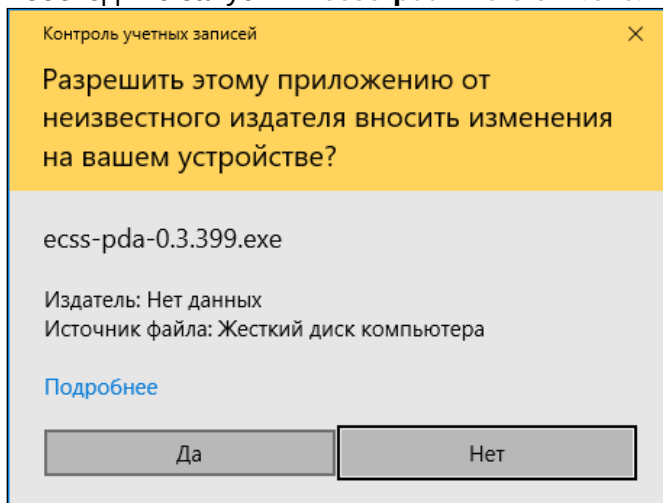 Контроль учетных записей
Разрешить этому приложению от
неизвестного издателя вносить изменения
на вашем устройстве?
ecss-pda-0.3.399.exe
Издатель: Нет данных
Источник файла: Жесткий диск компьютера
Подробнее
Да
Нет